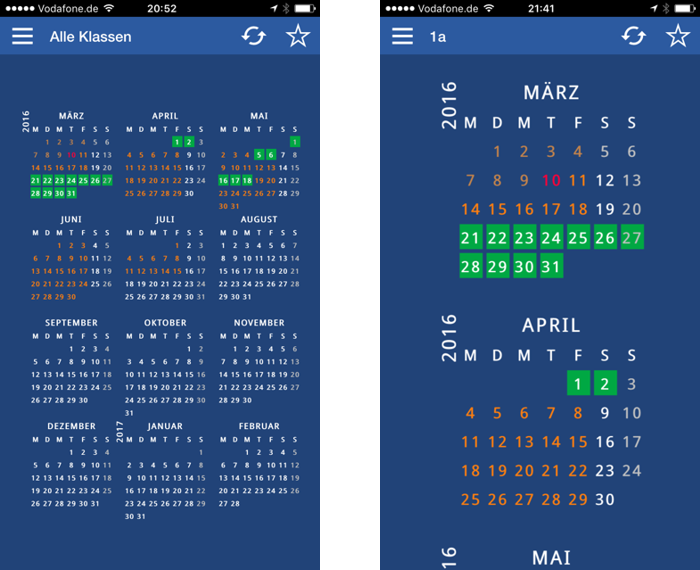 ●●●●● Vodafone.de 20:52
Alle Klassen
2016
MÄRZ
M D M T F S S
1 2 3 4 5 6
7 8 9 10 11 12 13
14 15 16 17 18 19 20
21 22 23 24 25 26 27
28 29 30 31
APRIL
M D M T F S S
1 2 3
4 5 6 7 8 9 10
11 12 13 14 15 16 17
18 19 20 21 22 23 24
25 26 27 28 29 30
MAI
M D M T F S S
1
2 3 4 5 6 7 8
9 10 11 12 13 14 15
16 17 18 19 20 21 22
23 24 25 26 27 28 29
30 31
JUNI
M D M T F S S
1 2 3 4 5
6 7 8 9 10 11 12
13 14 15 16 17 18 19
20 21 22 23 24 25 26
27 28 29 30
JULI
M D M T F S S
1 2 3
4 5 6 7 8 9 10
11 12 13 14 15 16 17
18 19 20 21 22 23 24
25 26 27 28 29 30 31
AUGUST
M D M T F S S
1 2 3 4 5 6 7
8 9 10 11 12 13 14
15 16 17 18 19 20 21
22 23 24 25 26 27 28
29 30 31
SEPTEMBER
M D M T F S S
1 2 3 4
5 6 7 8 9 10 11
12 13 14 15 16 17 18
19 20 21 22 23 24 25
26 27 28 29 30
OKTOBER
M D M T F S S
1 2
3 4 5 6 7 8 9
10 11 12 13 14 15 16
17 18 19 20 21 22 23
24 25 26 27 28 29 30
31
NOVEMBER
M D M T F S S
1 2 3 4 5 6
7 8 9 10 11 12 13
14 15 16 17 18 19 20
21 22 23 24 25 26 27
28 29 30
DEZEMBER
M D M T F S S
1 2 3 4
5 6 7 8 9 10 11
12 13 14 15 16 17 18
19 20 21 22 23 24 25
26 27 28 29 30 31
2017
JANUAR
M D M T F S S
1
2 3 4 5 6 7 8
9 10 11 12 13 14 15
16 17 18 19 20 21 22
23 24 25 26 27 28 29
30 31
FEBRUAR
M D M T F S S
1 2 3 4 5
6 7 8 9 10 11 12
13 14 15 16 17 18 19
20 21 22 23 24 25 26
27 28
●●●●● Vodafone.de 21:41
1a
2016
MÄRZ
M D M T F S S
1 2 3 4 5 6
7 8 9 10 11 12 13
14 15 16 17 18 19 20
21 22 23 24 25 26 27
28 29 30 31
2016
APRIL
M D M T F S S
1 2 3
4 5 6 7 8 9 10
11 12 13 14 15 16 17
18 19 20 21 22 23 24
25 26 27 28 29 30
16
MAI